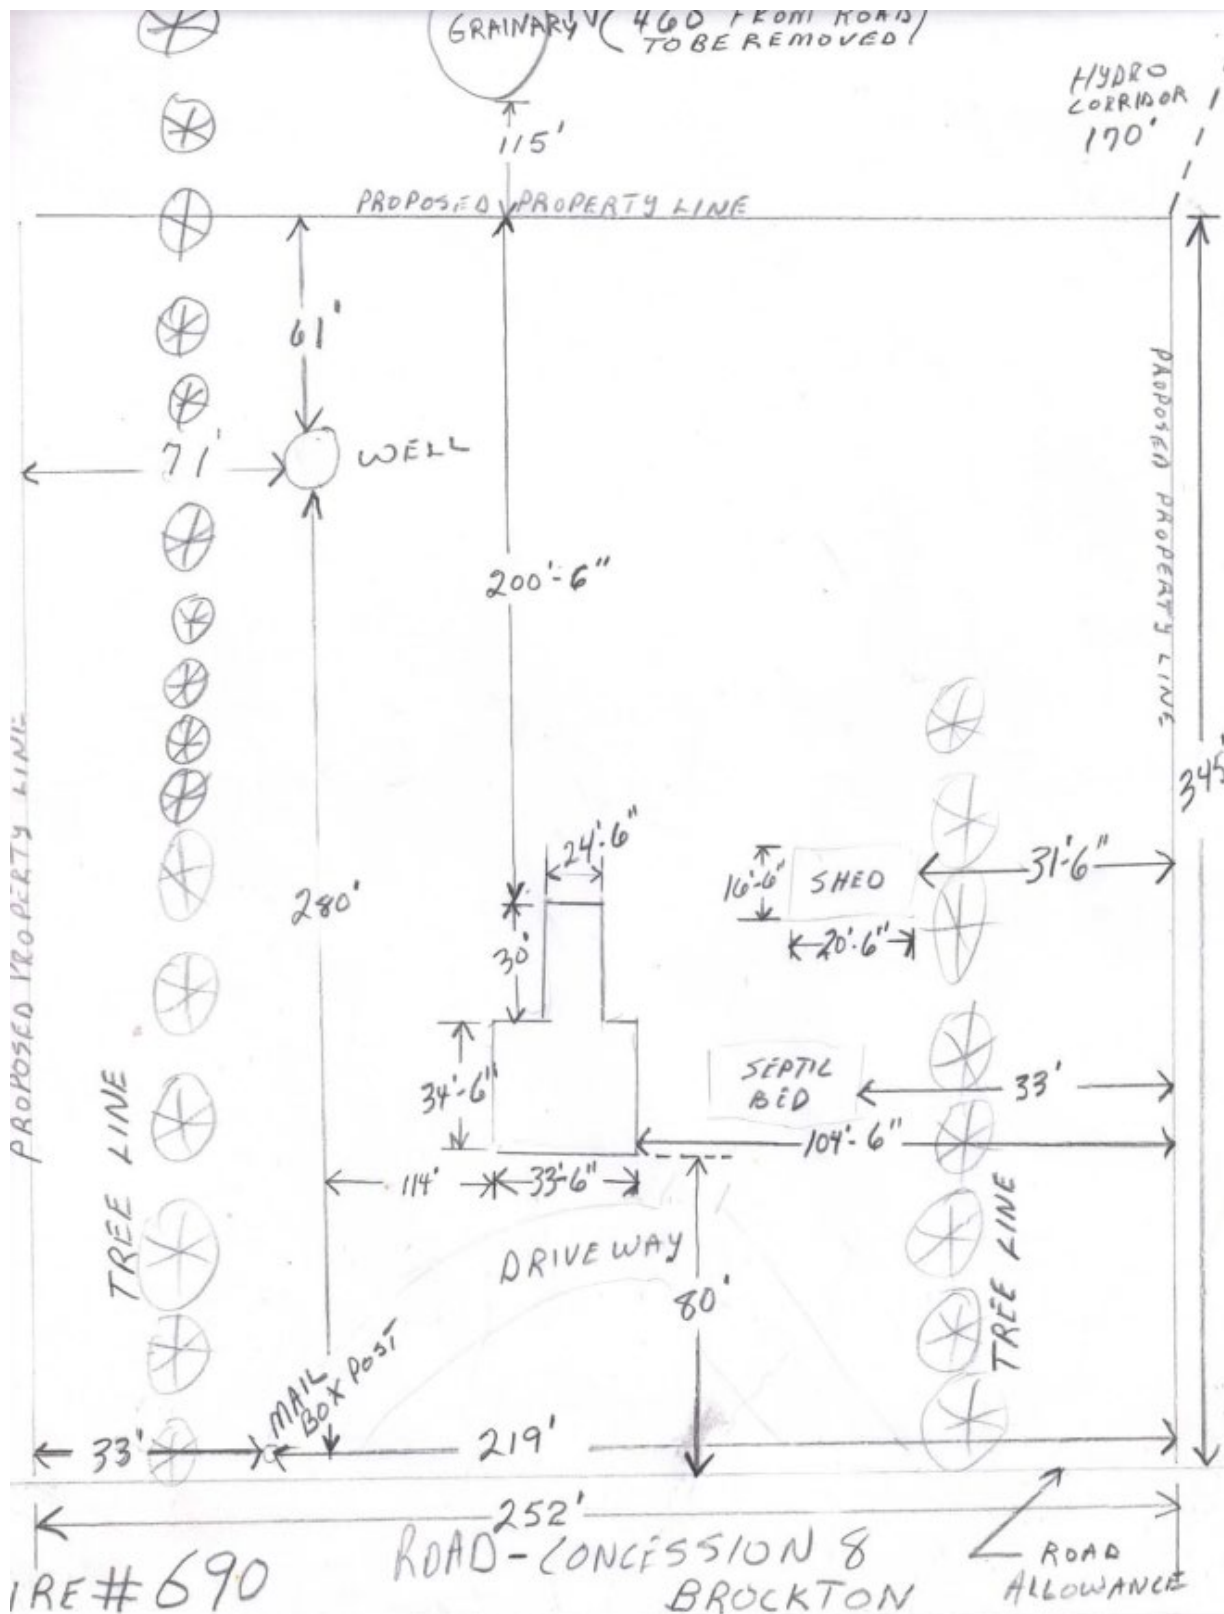 GRAINARY (460 FROM ROAD)
TO BE REMOVED
HYDRO
CORRIDOR
170'
115'
PROPOSED PROPERTY LINE
61'
71'
WELL
PROPOSED PROPERTY LINE
200'-6"
PROPOSED PROPERTY LINE
345'
24'-6"
16'-6"
SHED
31'-6"
280'
30'
20'-6"
34'-6"
SEPTIC
BED
33'
TREE LINE
104'-6"
114'
33'-6"
TREE LINE
DRIVEWAY
80'
MAIL
BOX POST
33'
219'
252'
ROAD-CONCESSION 8
BROCKTON
ROAD
ALLOWANCE
IRE # 690